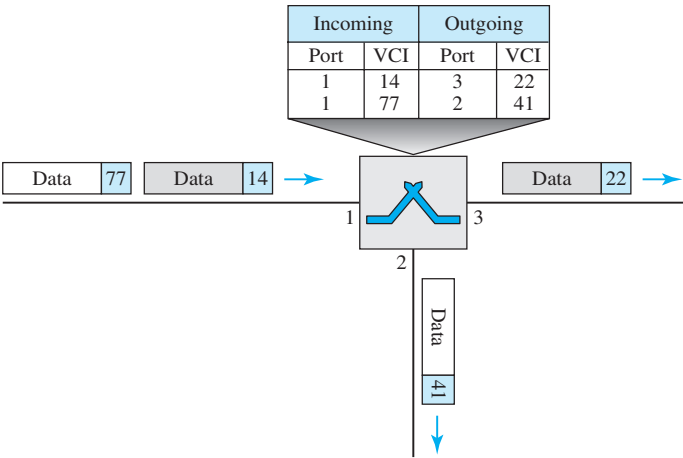 Incoming Outgoing
Port VCI Port VCI
1 14 3 22
1 77 2 41
Data 77 Data 14 Data 22
1 3
2
Data 41